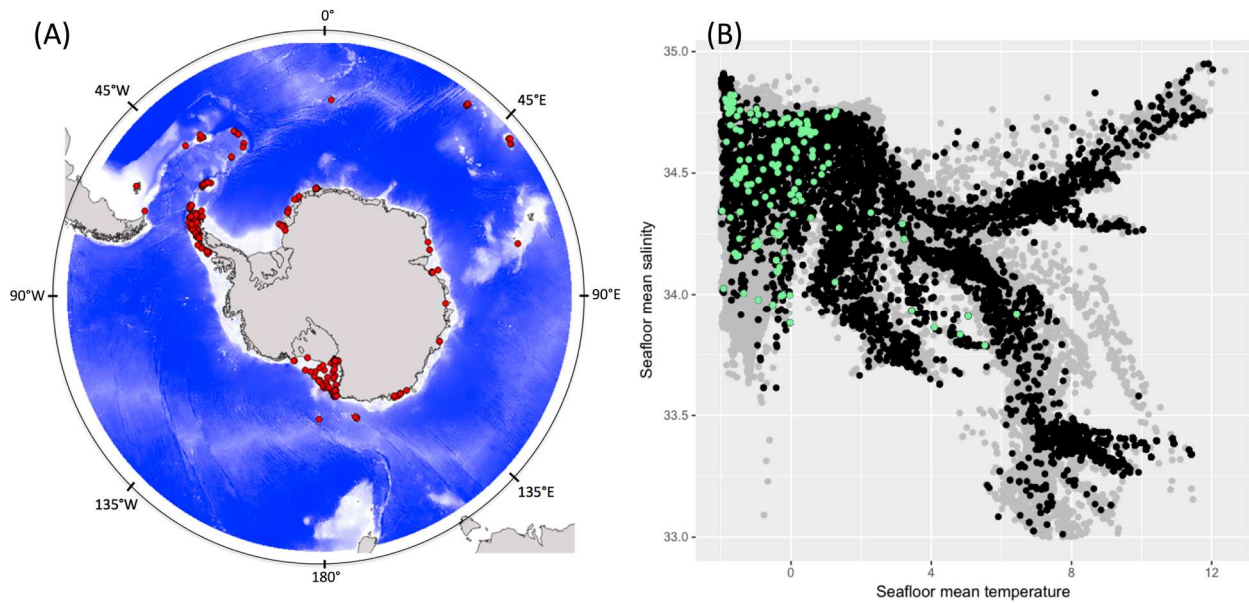 (A)
0°
45°W
45°E
90°W
90°E
135°W
135°E
180°
(B)
35.0
34.5
34.0
33.5
33.0
Seafloor mean salinity
0
4
8
12
Seafloor mean temperature